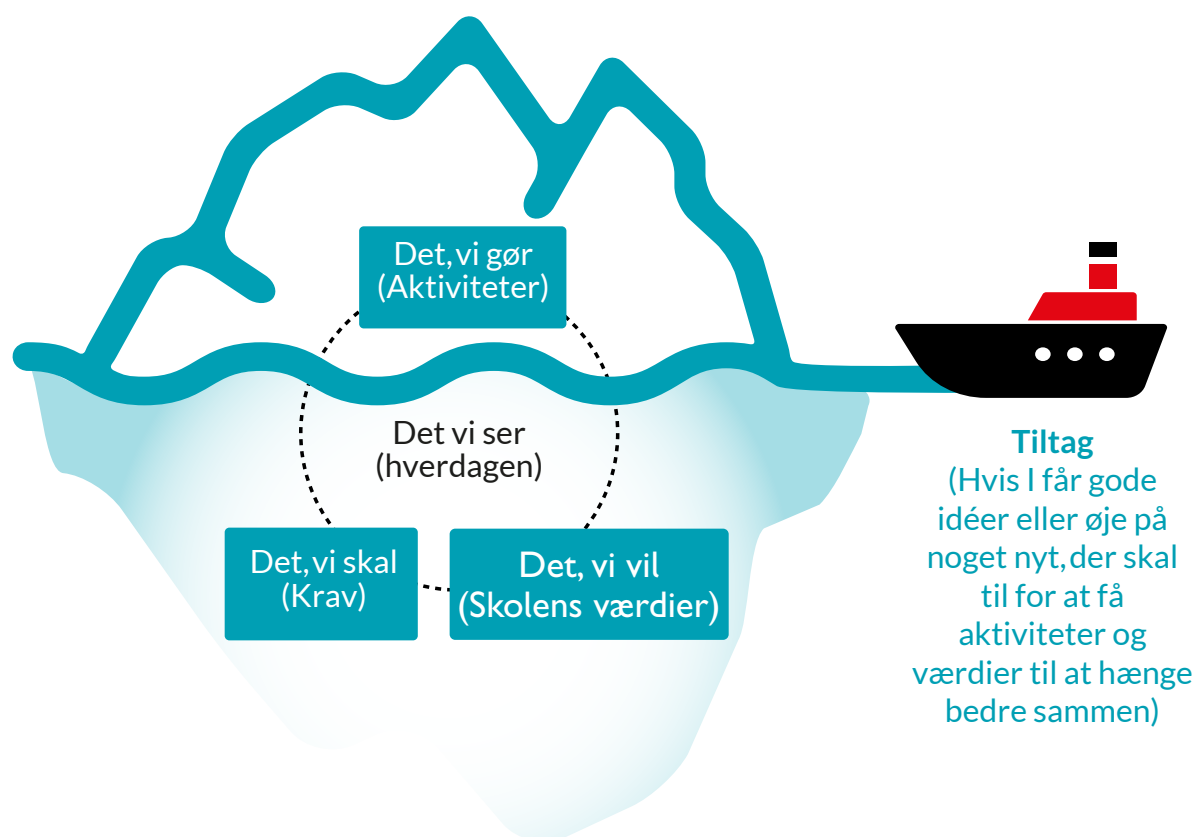 Det, vi gør
(Aktiviteter)
Det vi ser
(hverdagen)
Det, vi skal
(Krav)
Det, vi vil
(Skolens værdier)
Tiltag
(Hvis I får gode
idéer eller øje på
noget nyt, der skal
til for at få
aktiviteter og
værdier til at hænge
bedre sammen)